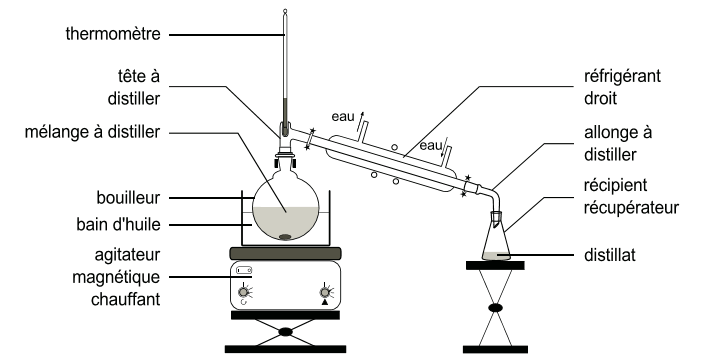 thermomètre
tête à
distiller
mélange à distiller
bouilleur
bain d'huile
agitateur
magnétique
chauffant
eau
eau
réfrigérant
droit
allonge à
distiller
récipient
récupérateur
distillat